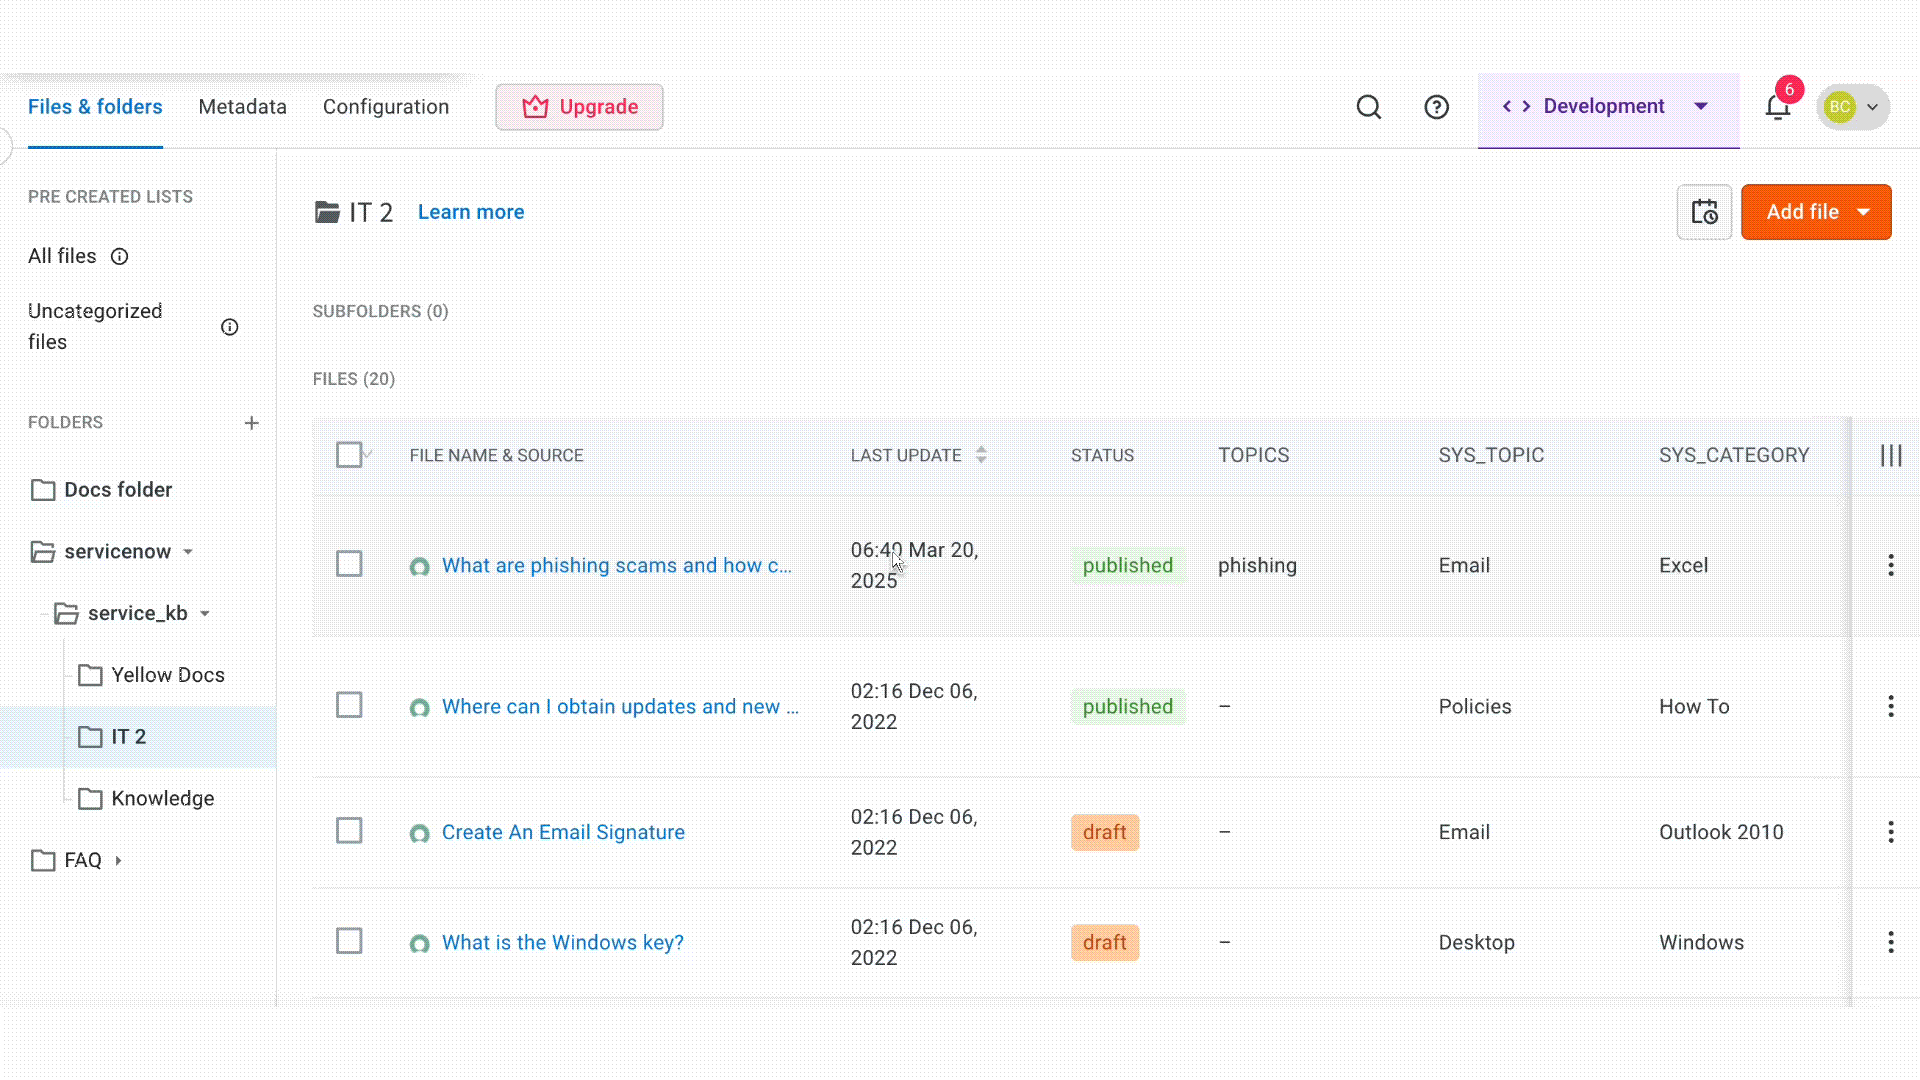 Files & folders Metadata Configuration Upgrade Development 6 BC
PRE CREATED LISTS
All files
Uncategorized
files
FOLDERS
Docs folder
servicenow
service_kb
Yellow Docs
IT 2
Knowledge
FAQ
IT 2 Learn more Add file
SUBFOLDERS (0)
FILES (20)
FILE NAME & SOURCE LAST UPDATE STATUS TOPICS SYS_TOPIC SYS_CATEGORY
What are phishing scams and how c... 06:40 Mar 20, 2025 published phishing Email Excel
Where can I obtain updates and new ... 02:16 Dec 06, 2022 published – Policies How To
Create An Email Signature 02:16 Dec 06, 2022 draft – Email Outlook 2010
What is the Windows key? 02:16 Dec 06, 2022 draft – Desktop Windows